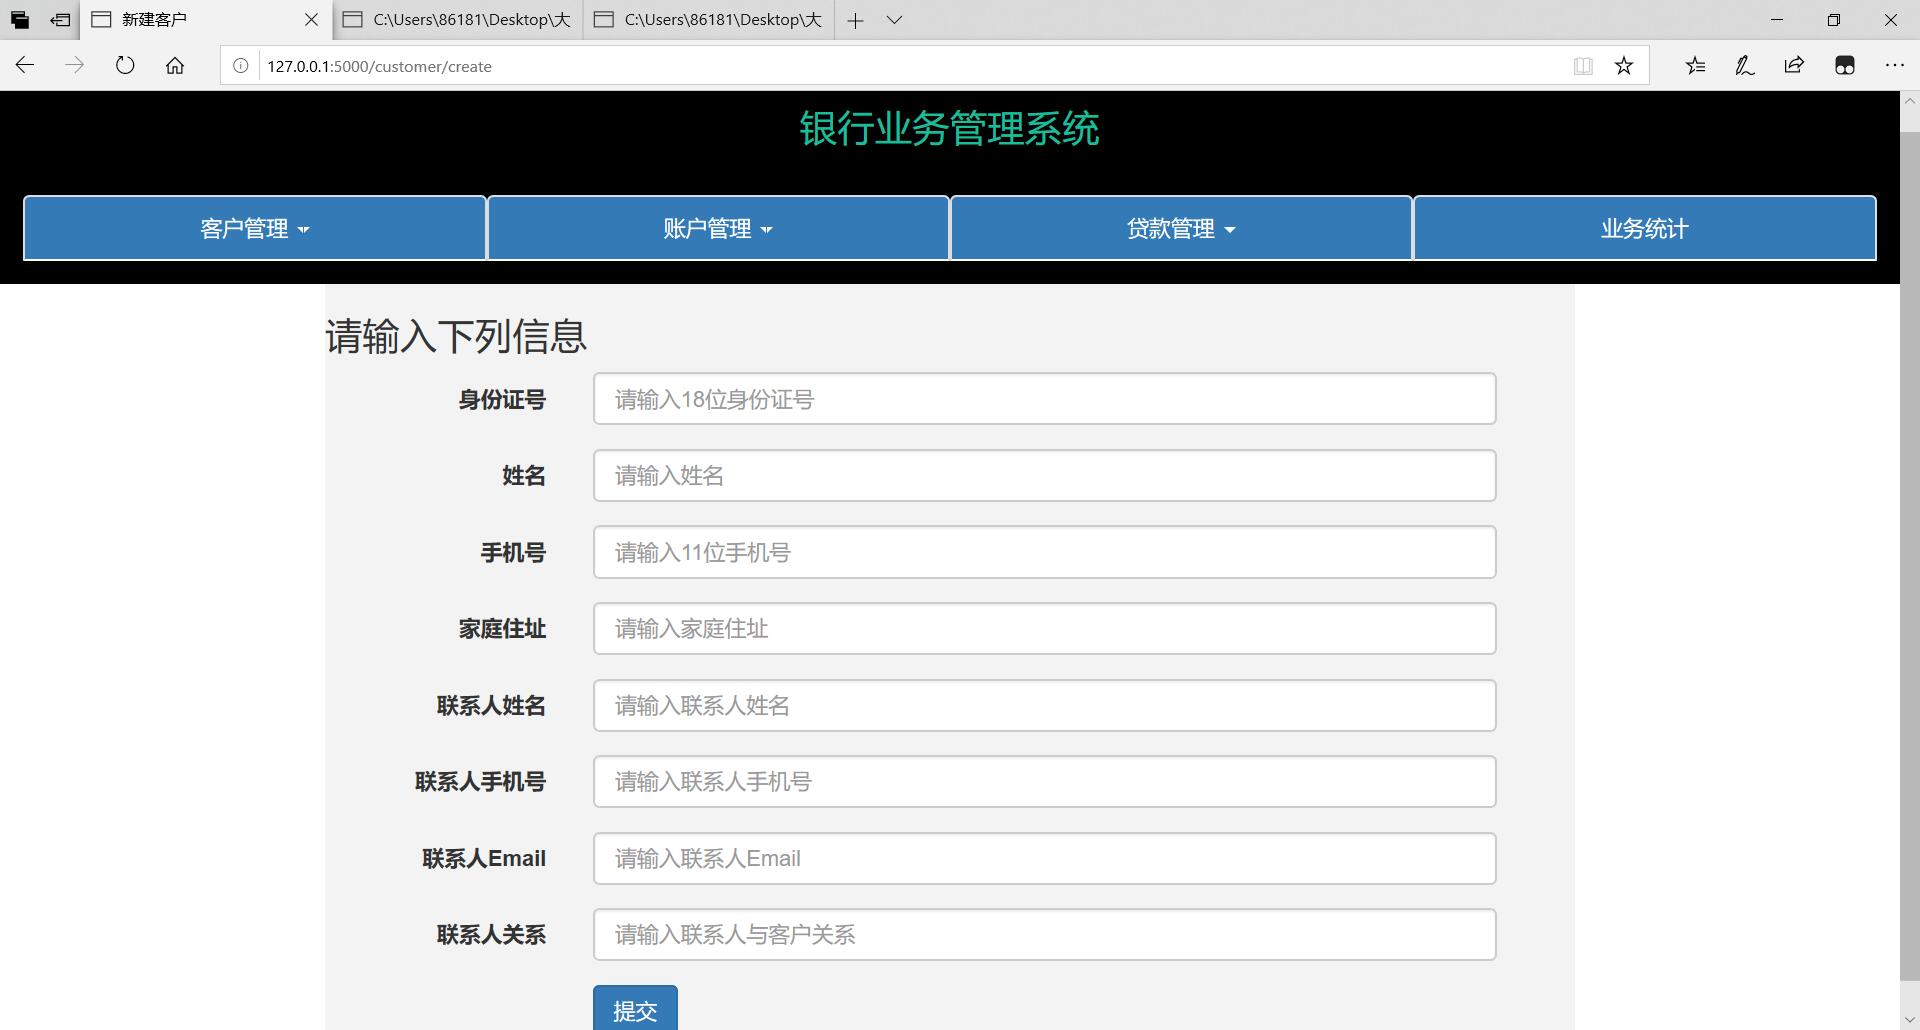 新建客户
C:\Users\86181\Desktop\大
C:\Users\86181\Desktop\大
127.0.0.1:5000/customer/create
银行业务管理系统
客户管理
账户管理
贷款管理
业务统计
请输入下列信息
身份证号
请输入18位身份证号
姓名
请输入姓名
手机号
请输入11位手机号
家庭住址
请输入家庭住址
联系人姓名
请输入联系人姓名
联系人手机号
请输入联系人手机号
联系人Email
请输入联系人Email
联系人关系
请输入联系人与客户关系
提交